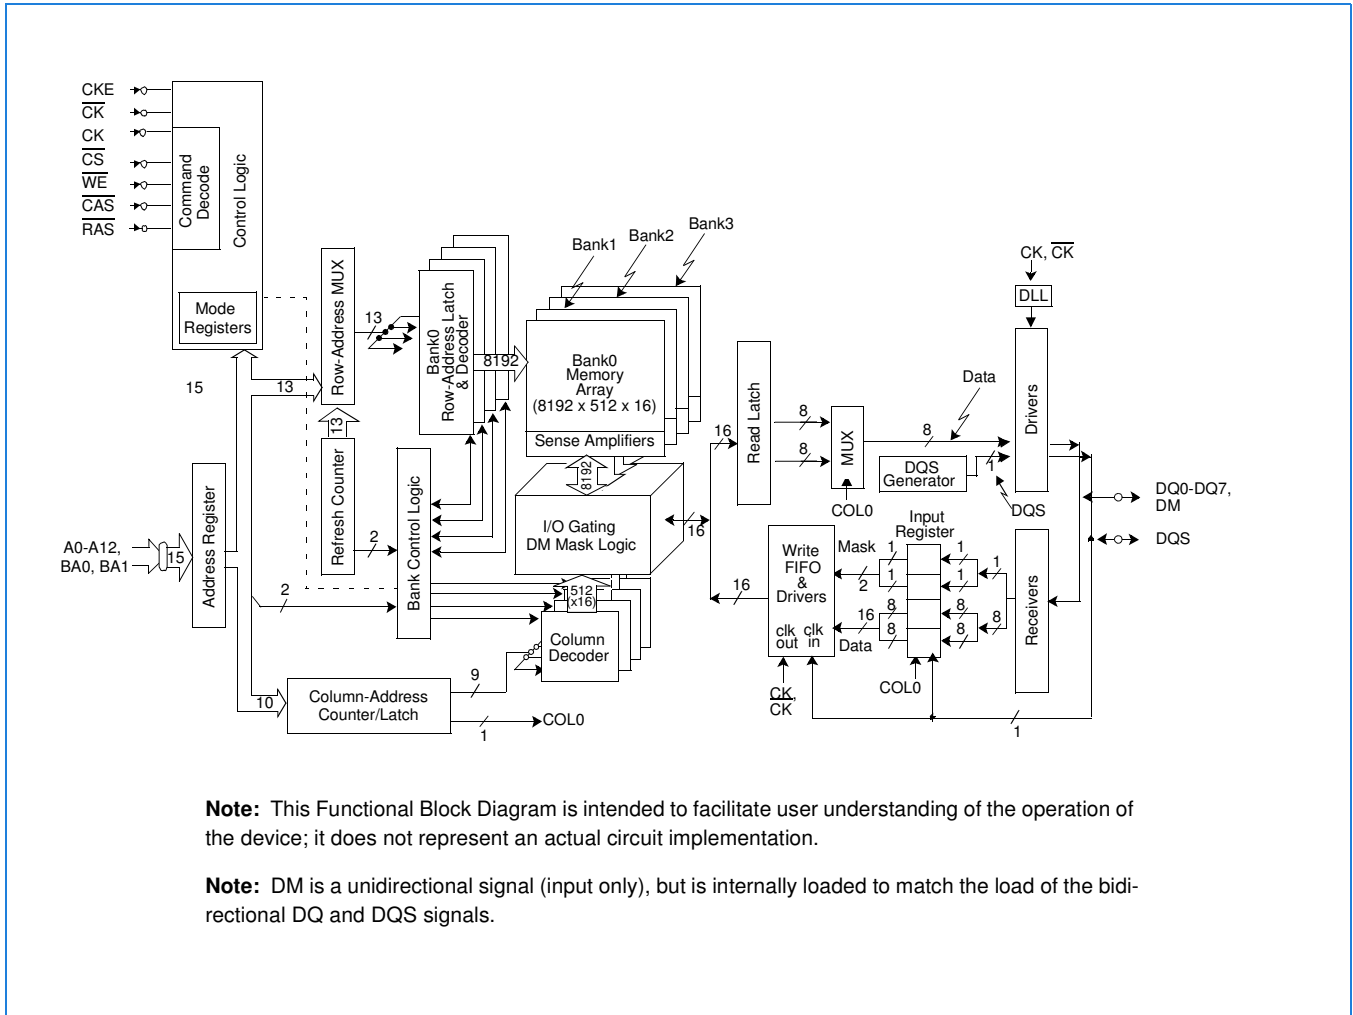 CKE
CK
CK
CS
WE
CAS
RAS
Command
Decode
Control Logic
Mode
Registers
15
13
Row-Address MUX
13
Refresh Counter
13
Bank0
Row-Address Latch
& Decoder
8192
Bank1
Bank2
Bank3
Bank0
Memory
Array
(8192 x 512 x 16)
Sense Amplifiers
8192
I/O Gating
DM Mask Logic
16
A0-A12,
BA0, BA1
15
Address Register
2
2
Bank Control Logic
512
(x16)
Column
Decoder
9
10
Column-Address
Counter/Latch
1
COL0
16
Read Latch
8
8
MUX
COL0
8
Data
DQS
Generator
1
DQS
CK, CK
DLL
Drivers
DQ0-DQ7,
DM
DQS
16
Write
FIFO
&
Drivers
clk
out
clk
in
CK,
CK
Mask
2
16
Data
Input
Register
1
1
8
8
1
1
8
8
1
8
COL0
Receivers
1
Note: This Functional Block Diagram is intended to facilitate user understanding of the operation of
the device; it does not represent an actual circuit implementation.
Note: DM is a unidirectional signal (input only), but is internally loaded to match the load of the bidi-
rectional DQ and DQS signals.